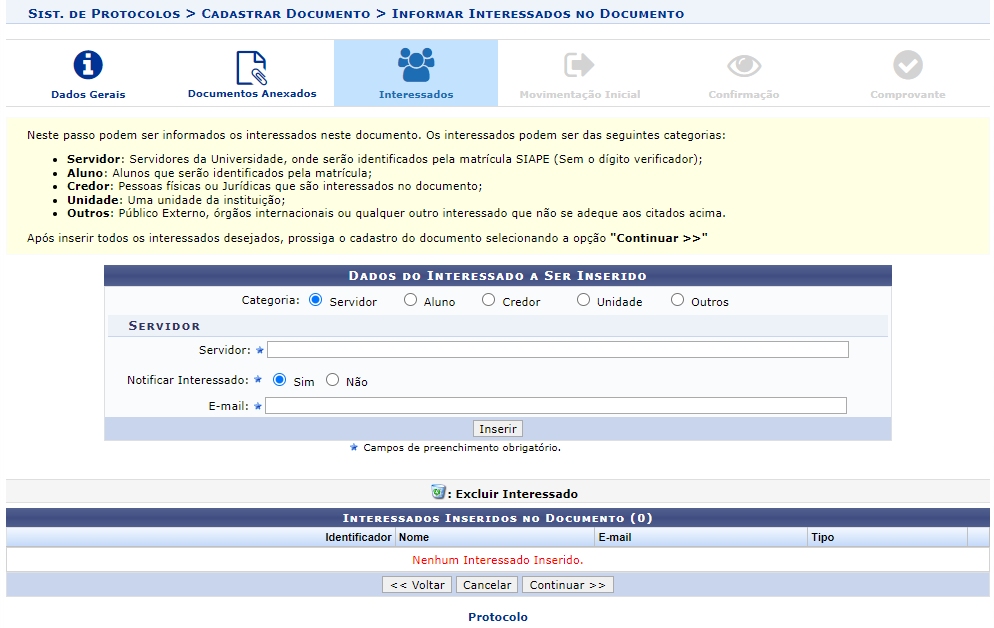 Sist. de Protocolos > Cadastrar Documento > Informar Interessados no Documento
Dados Gerais
Documentos Anexados
Interessados
Movimentação Inicial
Confirmação
Comprovante
Neste passo podem ser informados os interessados neste documento. Os interessados podem ser das seguintes categorias:
• Servidor: Servidores da Universidade, onde serão identificados pela matrícula SIAPE (Sem o dígito verificador);
• Aluno: Alunos que serão identificados pela matrícula;
• Credor: Pessoas físicas ou Jurídicas que são interessados no documento;
• Unidade: Uma unidade da instituição;
• Outros: Público Externo, órgãos internacionais ou qualquer outro interessado que não se adeque aos citados acima.
Após inserir todos os interessados desejados, prossiga o cadastro do documento selecionando a opção "Continuar >>"
Dados do Interessado a Ser Inserido
Categoria: Servidor Aluno Credor Unidade Outros
Servidor
Servidor:
Notificar Interessado: Sim Não
E-mail:
Inserir
Campos de preenchimento obrigatório.
: Excluir Interessado
Interessados Inseridos no Documento (0)
Identificador Nome E-mail Tipo
Nenhum Interessado Inserido.
<< Voltar Cancelar Continuar >>
Protocolo